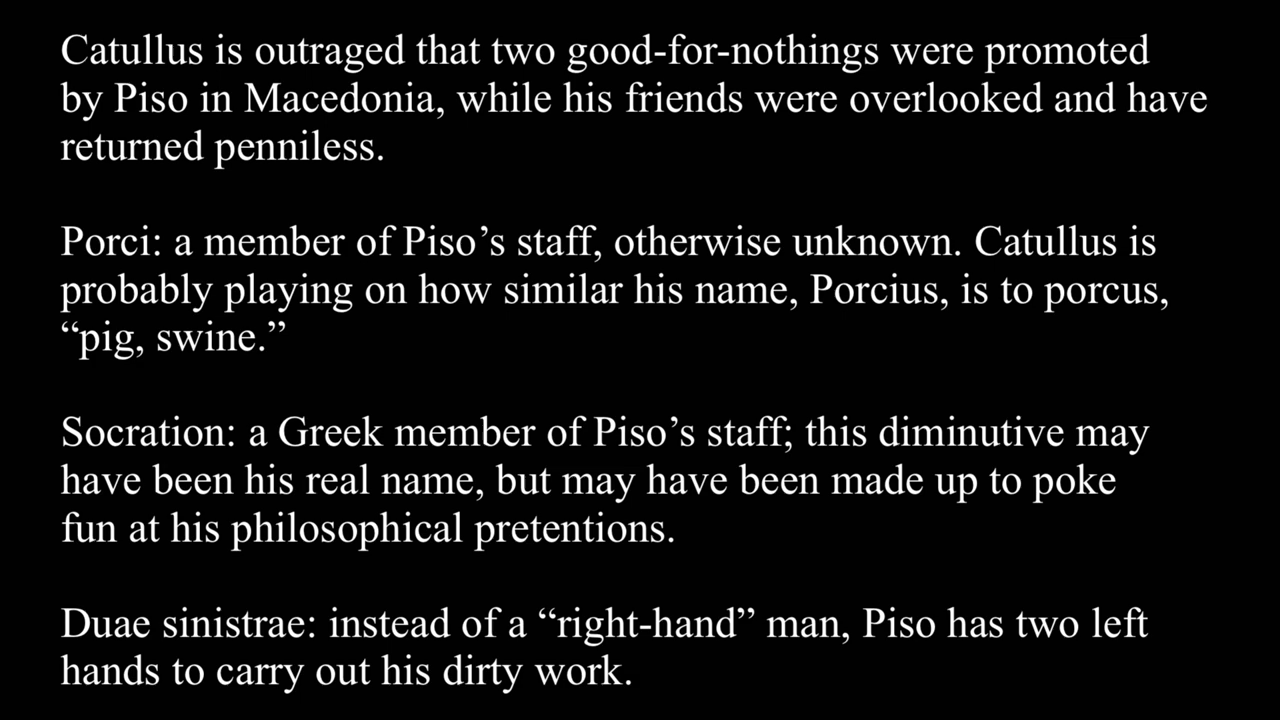 Catullus is outraged that two good-for-nothings were promoted
by Piso in Macedonia, while his friends were overlooked and have
returned penniless.
Porci: a member of Piso’s staff, otherwise unknown. Catullus is
probably playing on how similar his name, Porcius, is to porcus,
“pig, swine.”
Socration: a Greek member of Piso’s staff; this diminutive may
have been his real name, but may have been made up to poke
fun at his philosophical pretentions.
Duae sinistrae: instead of a “right-hand” man, Piso has two left
hands to carry out his dirty work.